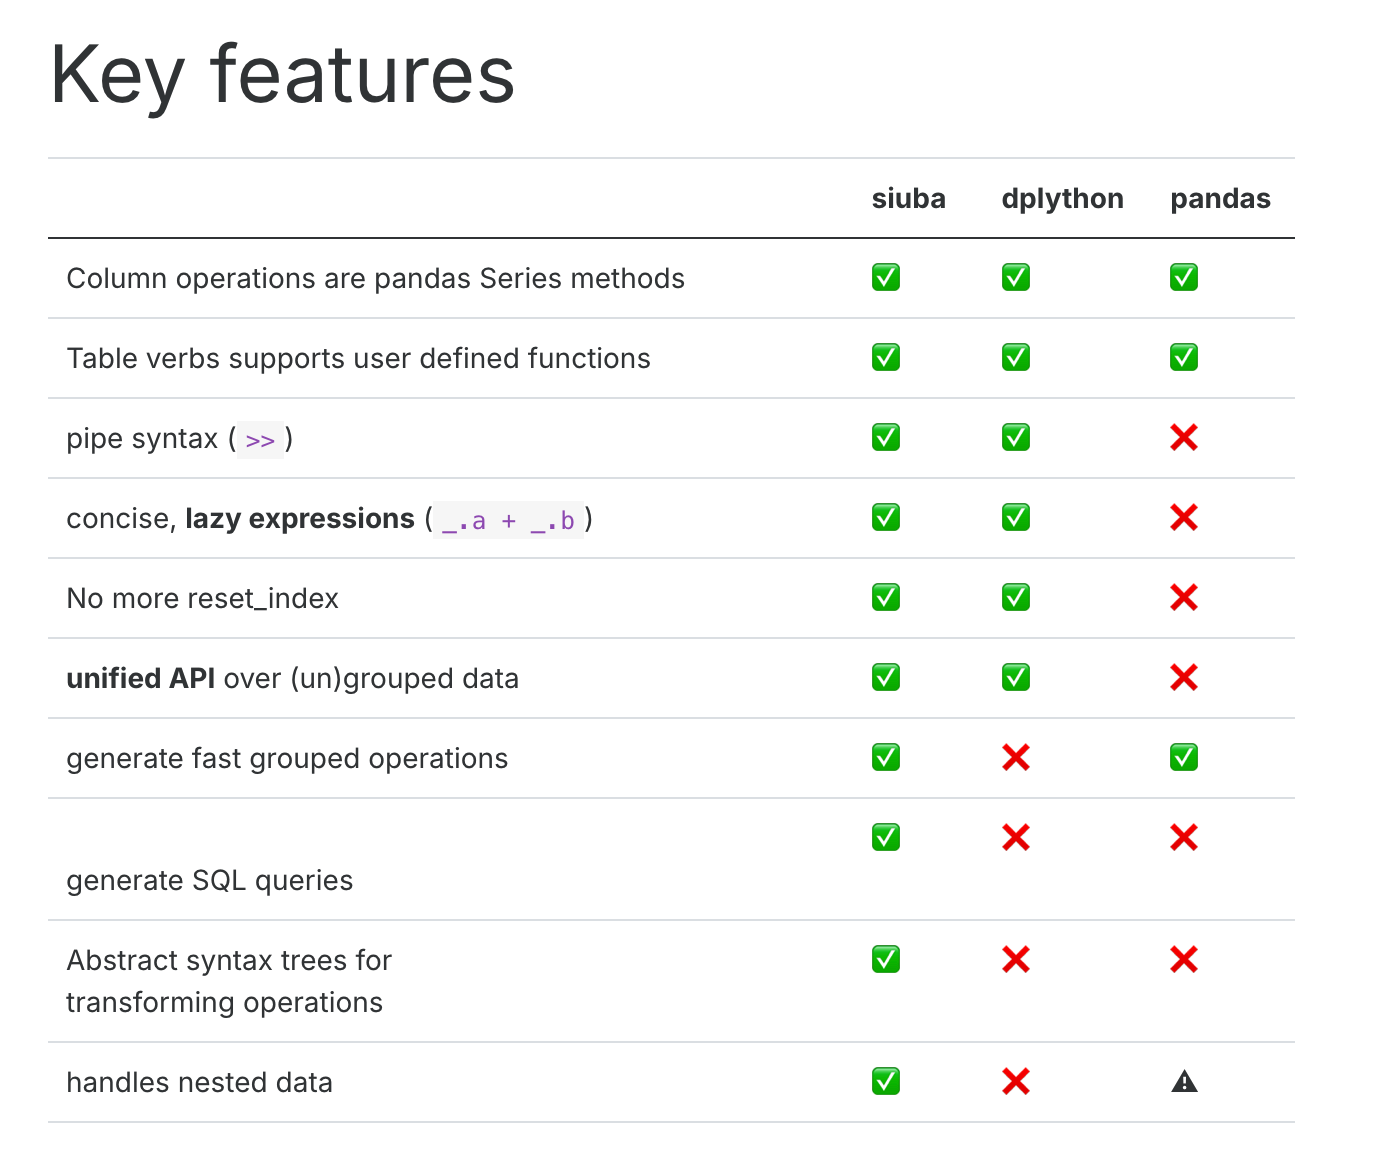 Key features
siuba dplython pandas
Column operations are pandas Series methods ✅ ✅ ✅
Table verbs supports user defined functions ✅ ✅ ✅
pipe syntax ( >> ) ✅ ✅ ❌
concise, lazy expressions ( _.a + _.b ) ✅ ✅ ❌
No more reset_index ✅ ✅ ❌
unified API over (un)grouped data ✅ ✅ ❌
generate fast grouped operations ✅ ❌ ✅
generate SQL queries ✅ ❌ ❌
Abstract syntax trees for ✅ ❌ ❌
transforming operations
handles nested data ✅ ❌ ⚠